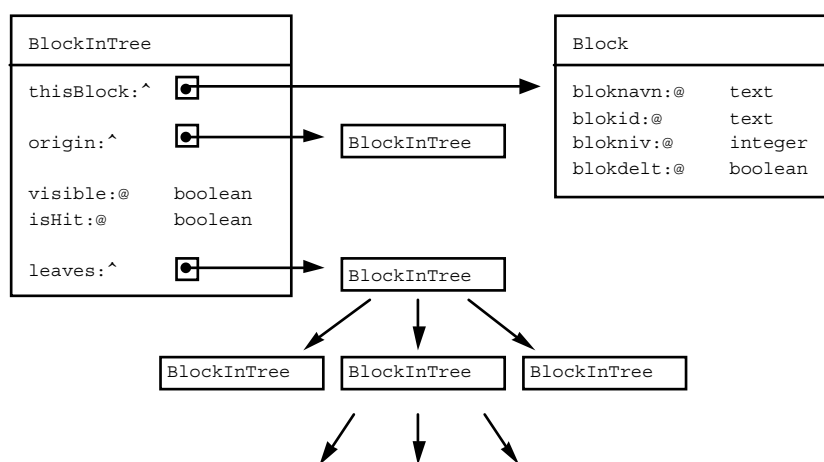 BlockInTree
thisBlock:^
origin:^
visible:@ boolean
isHit:@ boolean
leaves:^
Block
bloknavn:@ text
blokid:@ text
blokniv:@ integer
blokdelt:@ boolean
BlockInTree
BlockInTree
BlockInTree BlockInTree BlockInTree